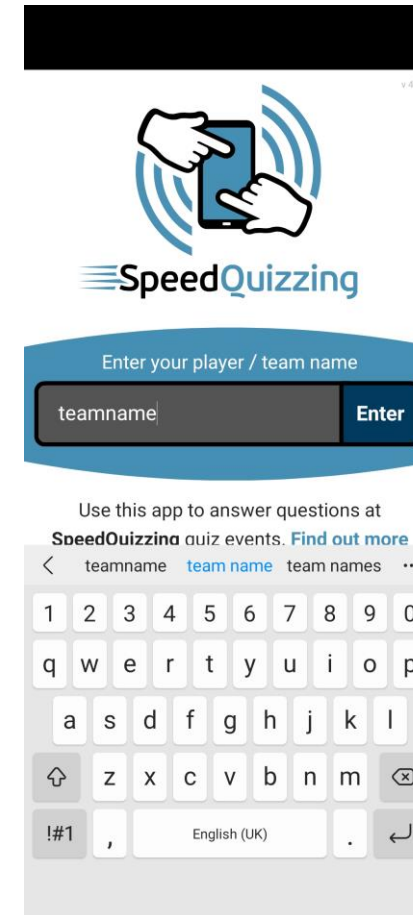 v 4
SpeedQuizzing
Enter your player / team name
teamname
Enter
Use this app to answer questions at
SpeedQuizzing quiz events. Find out more
teamname team name team names
1 2 3 4 5 6 7 8 9 0
q w e r t y u i o p
a s d f g h j k l
z x c v b n m
!#1 , English (UK) .